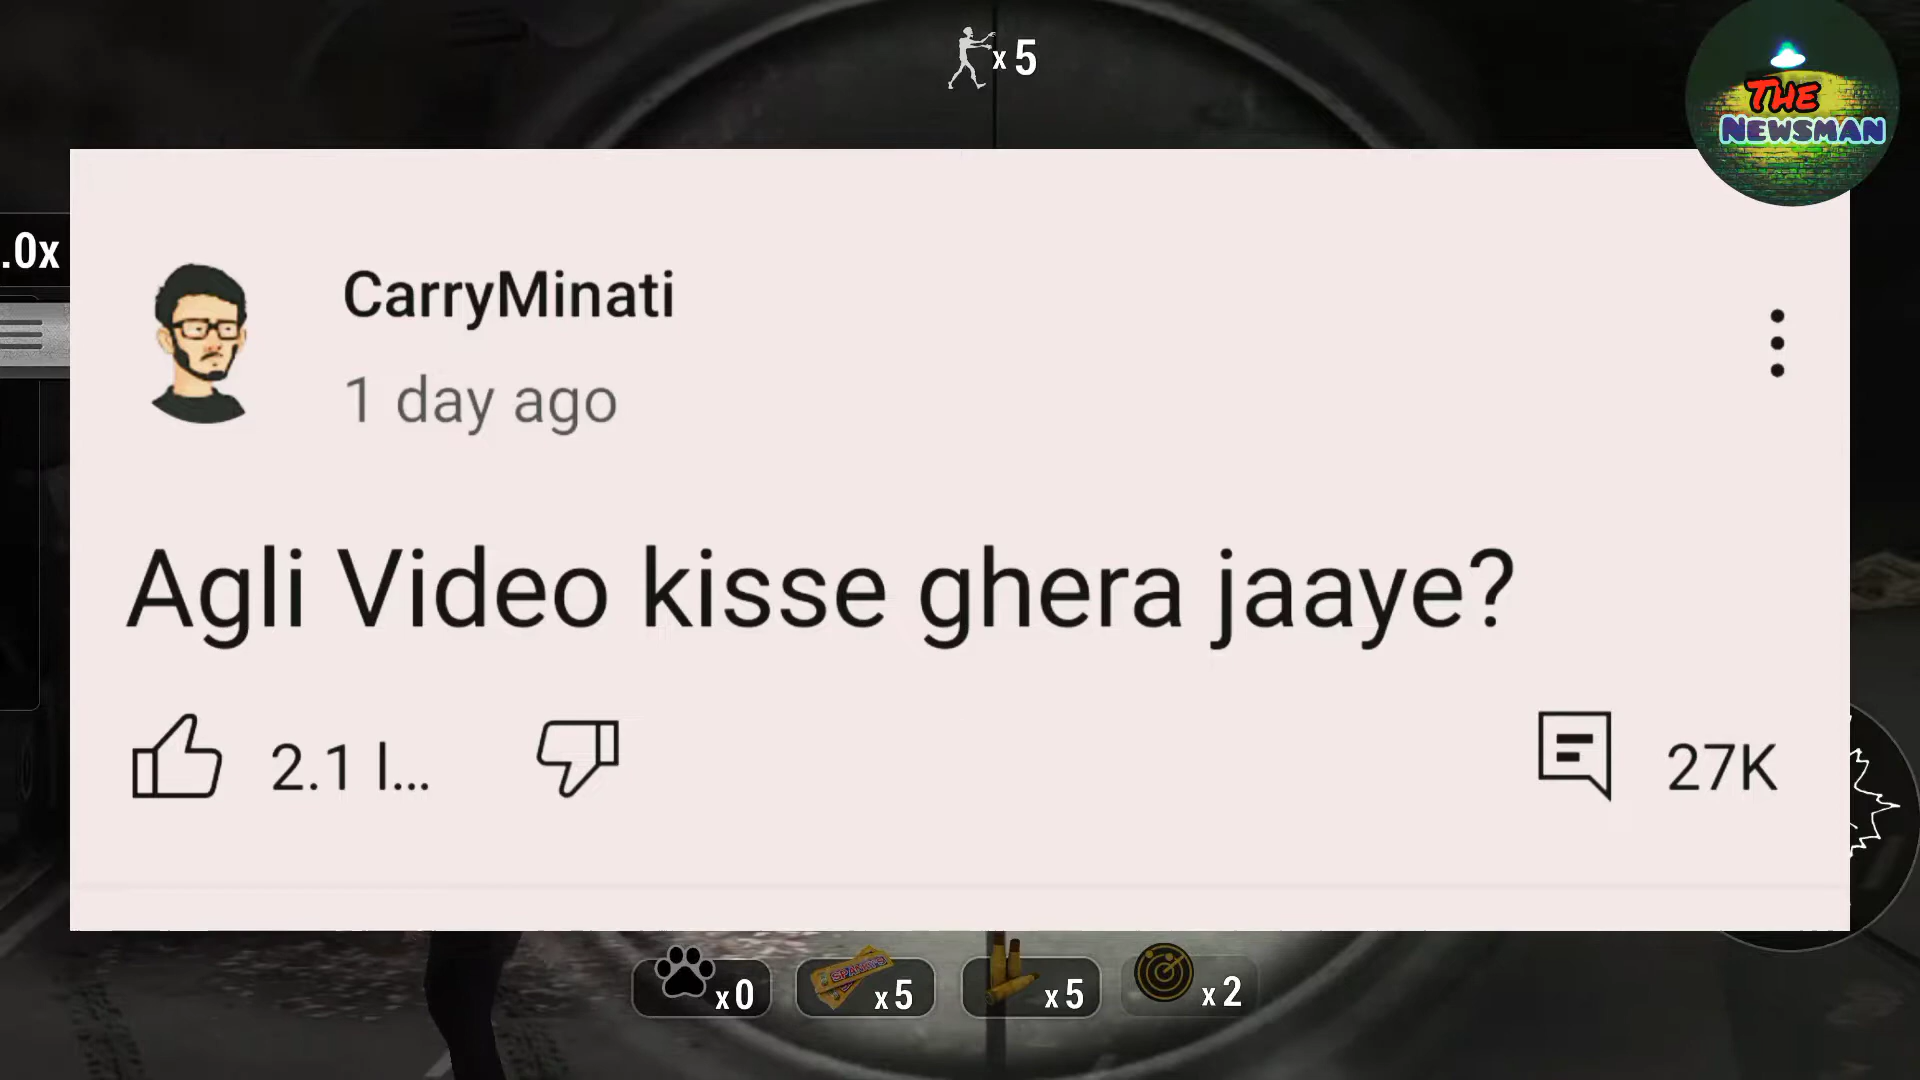 x 5
THE
NEWSMAN
.0x
CarryMinati
1 day ago
Agli Video kisse ghera jaaye?
2.1 l...
27K
x0
x5
x5
x2